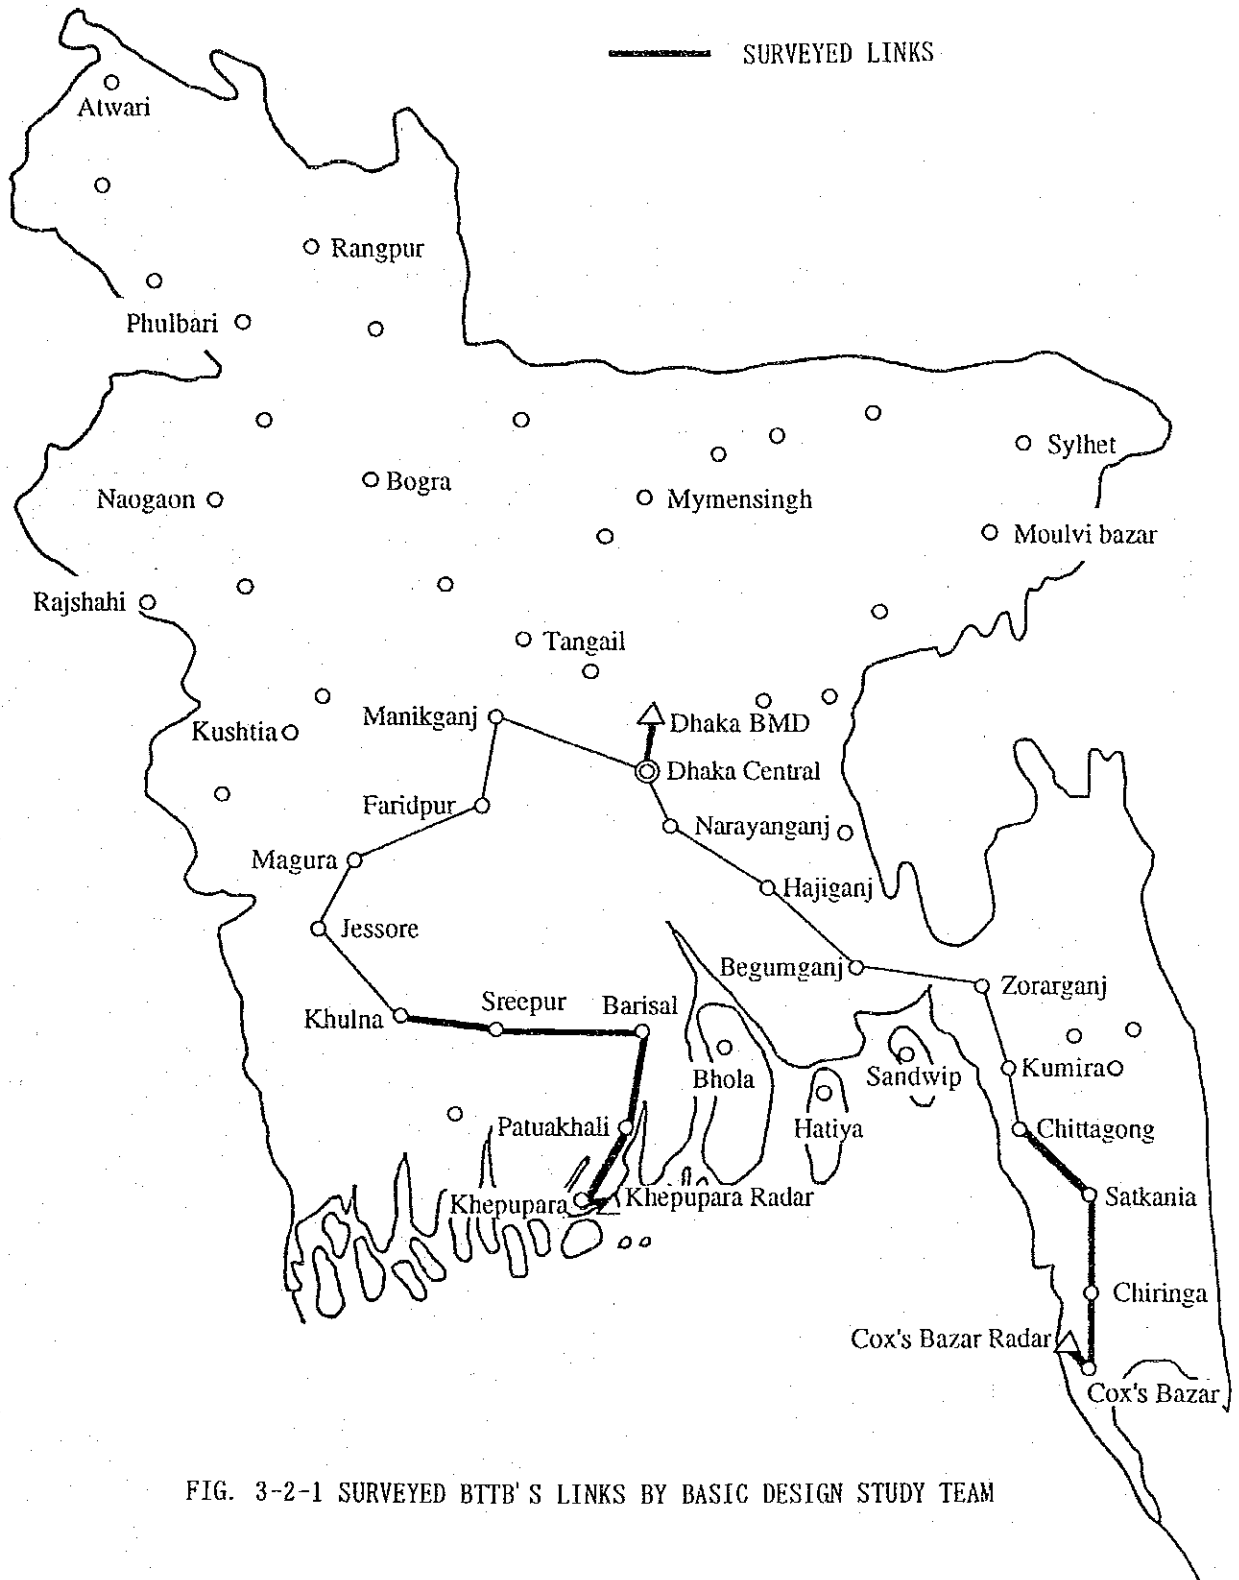 SURVEYED LINKS
Atwari
Rangpur
Phulbari
Sylhet
Bogra
Naogaon
Mymensingh
Moulvi bazar
Rajshahi
Tangail
Manikganj
Dhaka BMD
Kushtia
Dhaka Central
Faridpur
Narayanganj
Magura
Hajiganj
Jessore
Begumganj
Zorarganj
Sreepur
Barisal
Khulna
Bhola
Sandwip
Kumira
Patuakhali
Hatiya
Chittagong
Khepupara
Khepupara Radar
Satkania
Chiringa
Cox's Bazar Radar
Cox's Bazar
FIG. 3-2-1 SURVEYED BTTB'S LINKS BY BASIC DESIGN STUDY TEAM